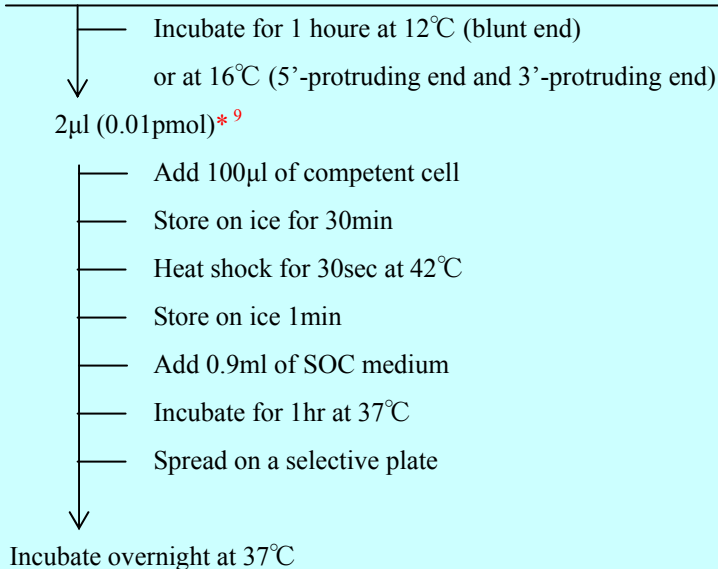 Incubate for 1 houre at 12℃ (blunt end)
or at 16℃ (5’-protruding end and 3’-protruding end)
2μl (0.01pmol)* 9
Add 100μl of competent cell
Store on ice for 30min
Heat shock for 30sec at 42℃
Store on ice 1min
Add 0.9ml of SOC medium
Incubate for 1hr at 37℃
Spread on a selective plate
Incubate overnight at 37℃